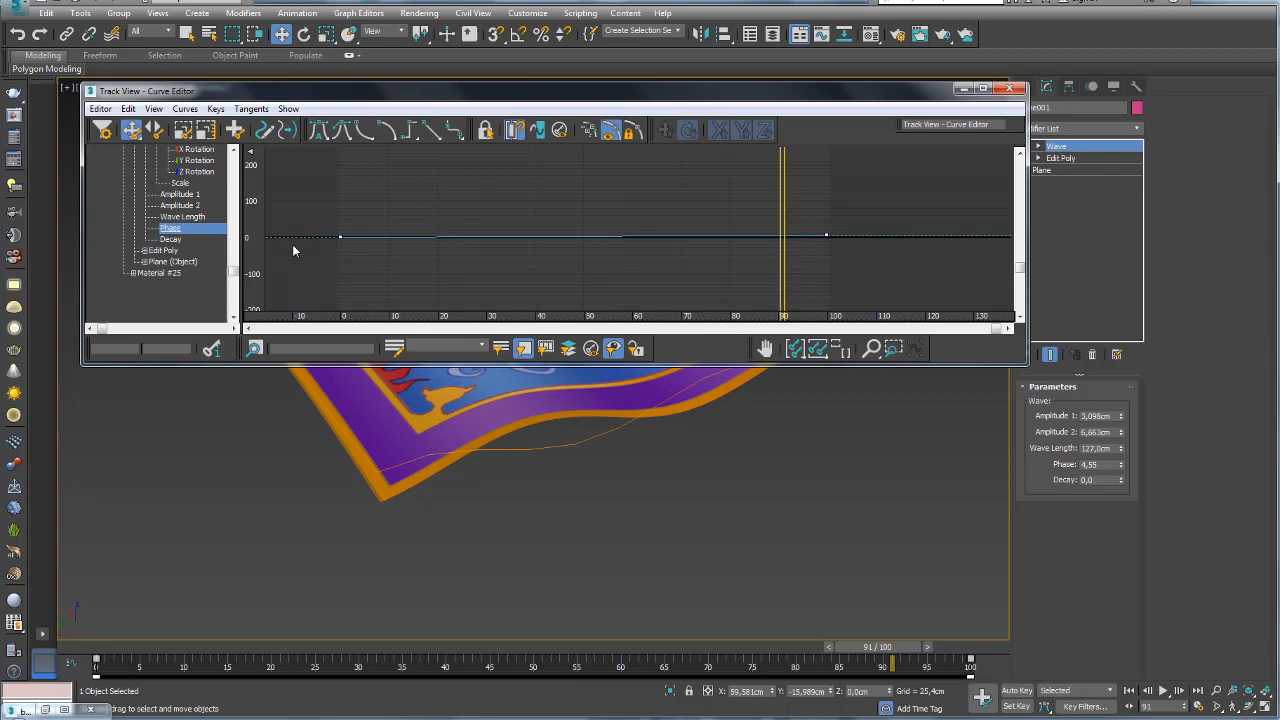 Edit Tools Group Views Create Modifiers Animation Graph Editors Rendering Civil View Customize Scripting Content Help
All View Create Selection Se
Modeling Freeform Selection Object Paint Populate
Polygon Modeling
[+]
Track View - Curve Editor
Editor Edit View Curves Keys Tangents Show
Track View - Curve Editor
X Rotation
Y Rotation
Z Rotation
Scale
Amplitude 1
Amplitude 2
Wave Length
Phase
Decay
Edit Poly
Plane (Object)
Material #25
200
100
0
-100
-200
-10 0 10 20 30 40 50 60 70 80 90 100 110 120 130
e001
ifier List
Wave
Edit Poly
Plane
Parameters
Wave:
Amplitude 1: 3,098cm
Amplitude 2: 6,663cm
Wave Length: 127,0cm
Phase: 4,55
Decay: 0,0
91 / 100
0 5 10 15 20 25 30 35 40 45 50 55 60 65 70 75 80 85 90 95 100
1 Object Selected
X: 59,581cm Y: -15,989cm Z: 0,0cm Grid = 25,4cm
Auto Key Selected
drag to select and move objects
Add Time Tag
Set Key Key Filters... 91
b...